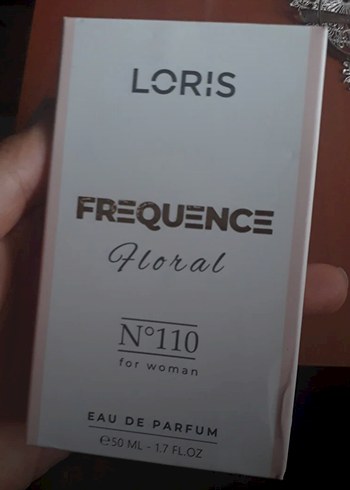 LORIS
FREQUENCE
Floral
N°110
for woman
EAU DE PARFUM
℮50 ML - 1.7 FL.OZ